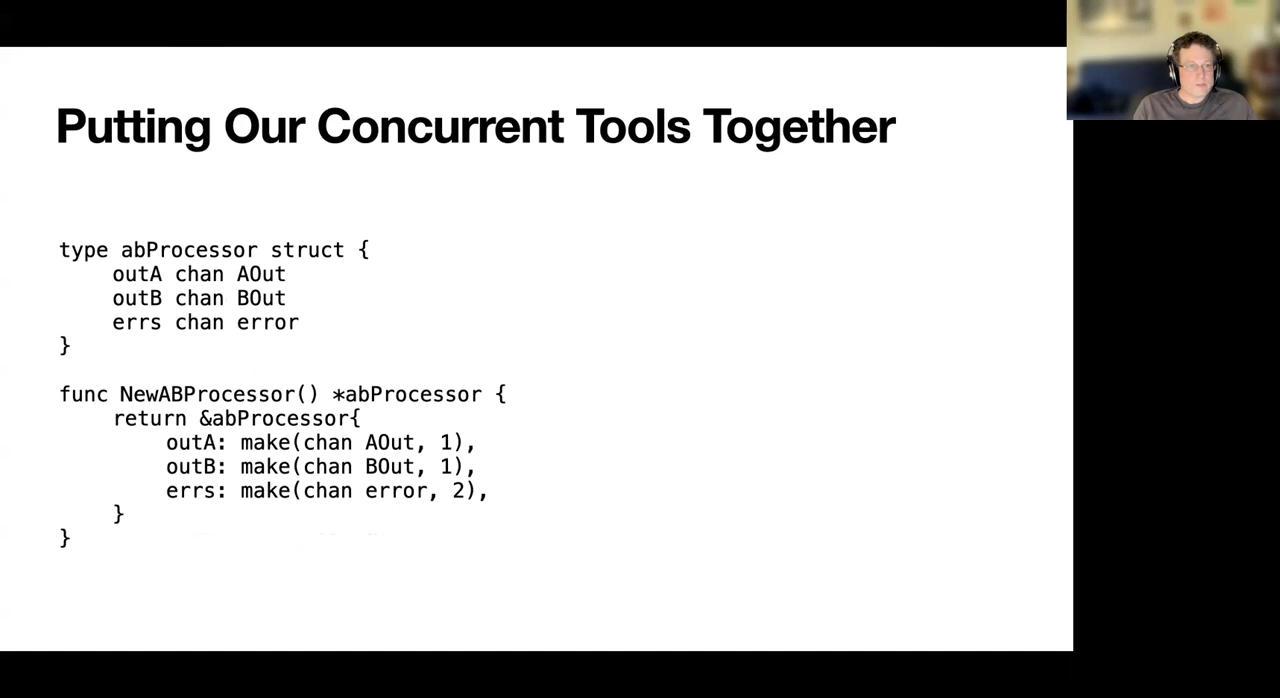 Putting Our Concurrent Tools Together
type abProcessor struct {
    outA chan AOut
    outB chan BOut
    errs chan error
}
func NewABProcessor() *abProcessor {
    return &abProcessor{
        outA: make(chan AOut, 1),
        outB: make(chan BOut, 1),
        errs: make(chan error, 2),
    }
}